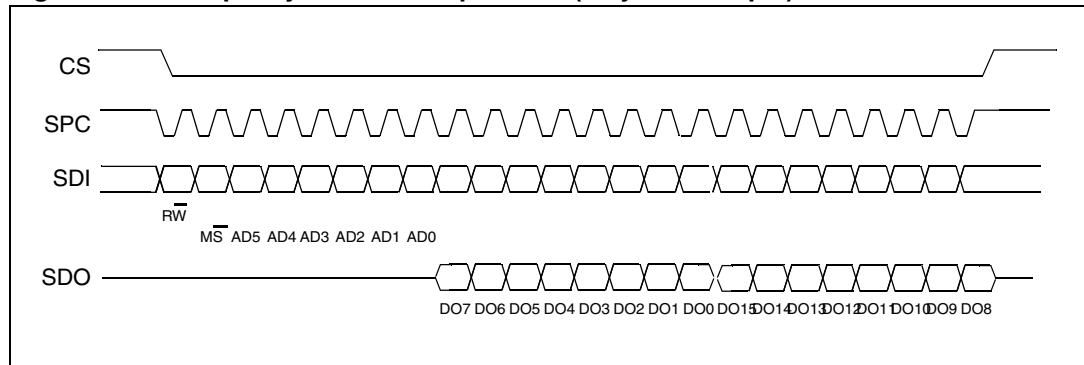 CS
SPC
SDI
RW
MS AD5 AD4 AD3 AD2 AD1 AD0
SDO
DO7 DO6 DO5 DO4 DO3 DO2 DO1 DO0 DO15 DO14 DO13 DO12 DO11 DO10 DO9 DO8